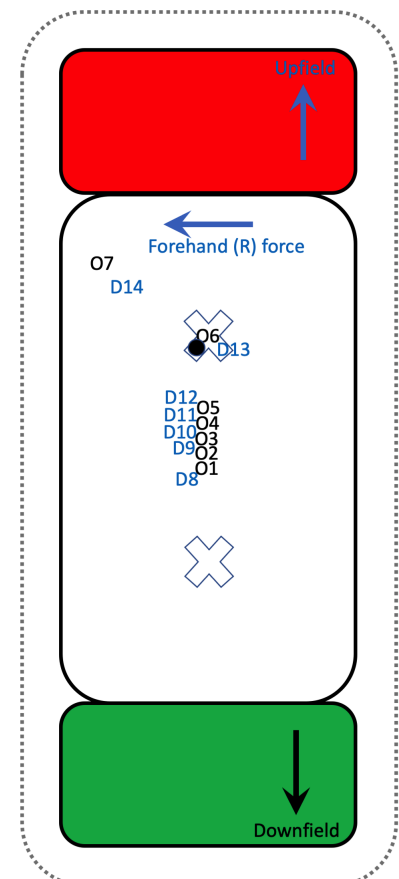 Upfield
Forehand (R) force
O7
D14
O6
D13
D12
O5
D11
O4
D10
O3
D9
O2
O1
D8
Downfield